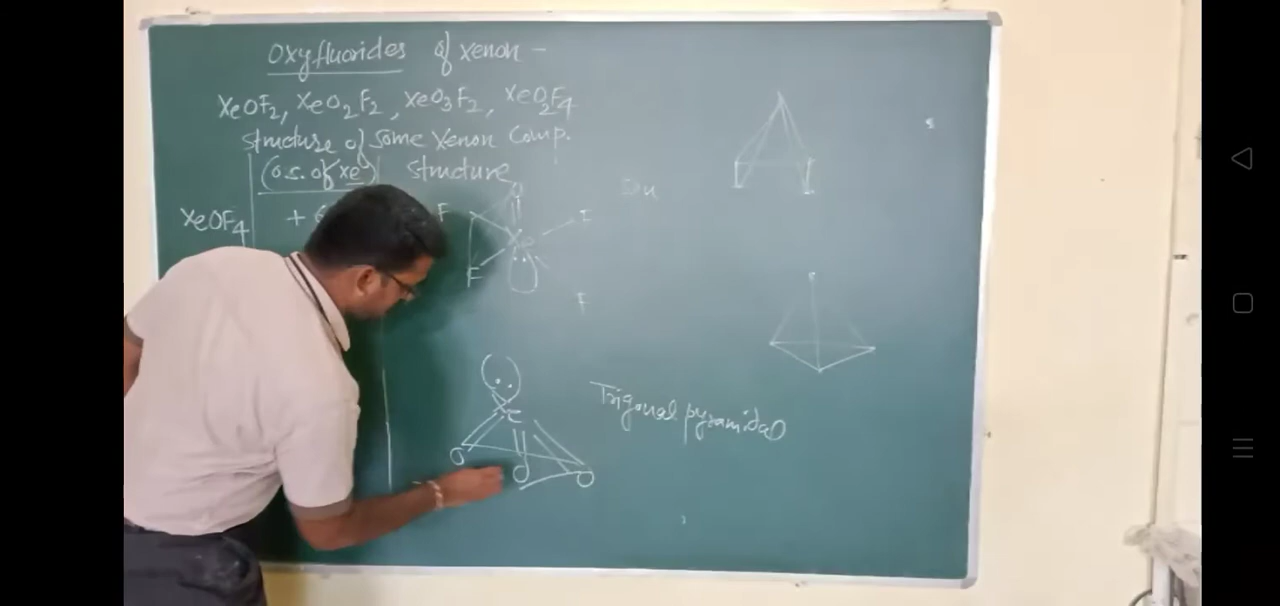 Oxyfluorides of xenon -
XeOF2, XeO2F2, XeO3F2, XeO2F4
structure of some Xenon Comp.
(O.S. of Xe) structure
XeOF4 +
O
F F
Xe
F
F
Xe
O O O
Trigonal pyramidal